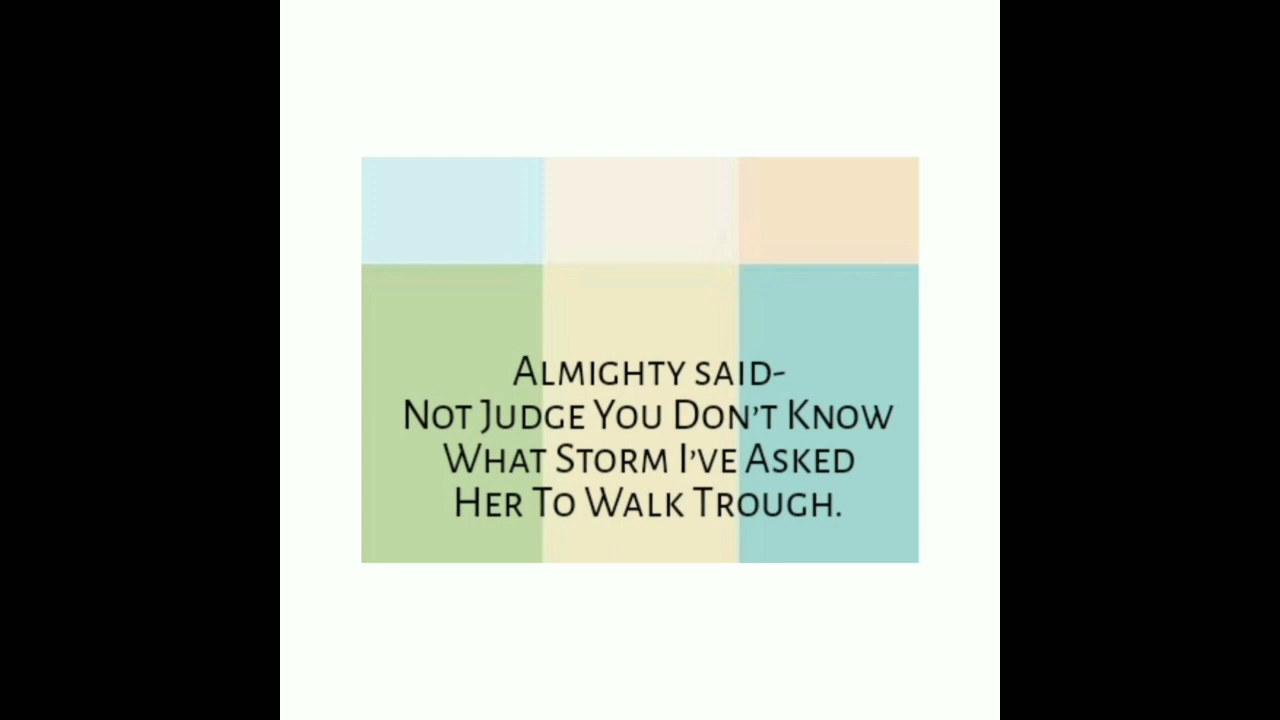 Almighty said-
Not Judge You Don't Know
What Storm I've Asked
Her To Walk Trough.